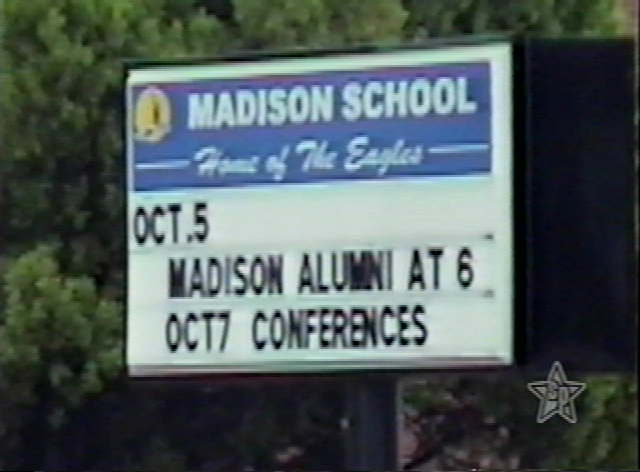 MADISON SCHOOL
Home of The Eagles
OCT.5
MADISON ALUMNI AT 6
OCT7 CONFERENCES